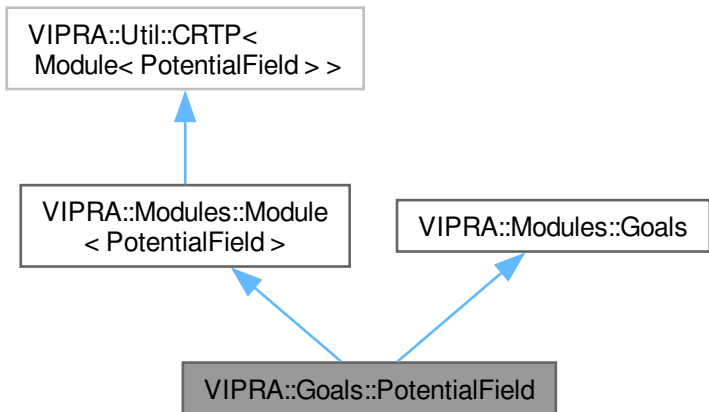 VIPRA::Util::CRTP<
Module< PotentialField > >
VIPRA::Modules::Module
< PotentialField >
VIPRA::Modules::Goals
VIPRA::Goals::PotentialField